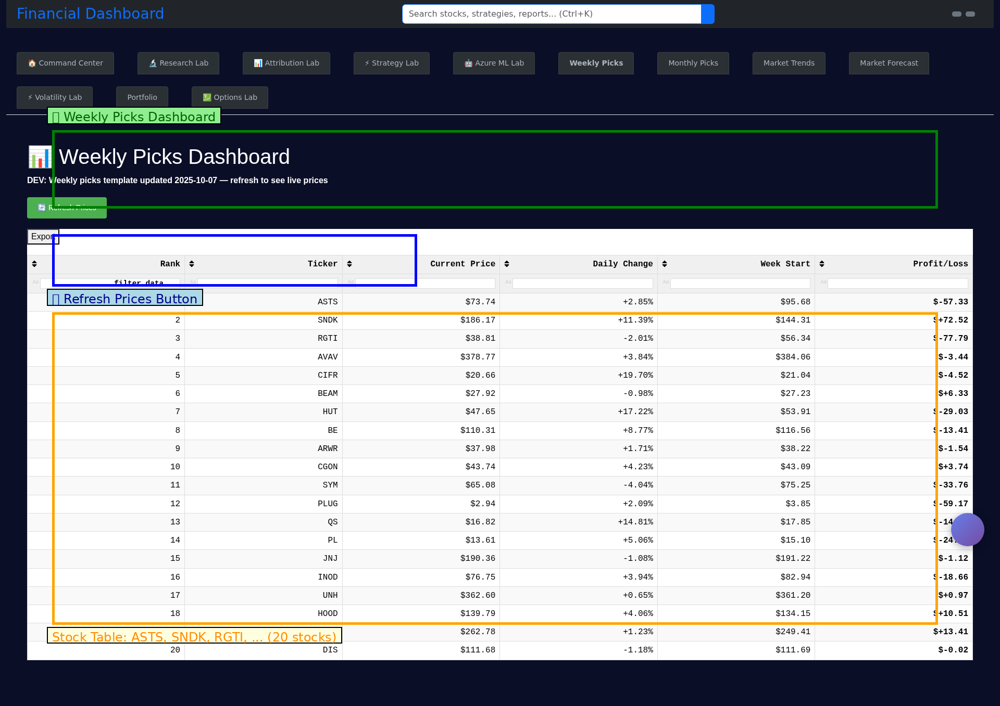 Financial Dashboard
Search stocks, strategies, reports... (Ctrl+K)
Command Center
Research Lab
Attribution Lab
Strategy Lab
Azure ML Lab
Weekly Picks
Monthly Picks
Market Trends
Market Forecast
Volatility Lab
Portfolio
Options Lab
Weekly Picks Dashboard
Weekly Picks Dashboard
DEV: Weekly picks template updated 2025-10-07 — refresh to see live prices
Refresh Prices
Export
Rank Ticker Current Price Daily Change Week Start Profit/Loss
Aa filter data... Aa Aa Aa Aa Aa
Refresh Prices Button
ASTS $73.74 +2.85% $95.68 $-57.33
2 SNDK $186.17 +11.39% $144.31 $+72.52
3 RGTI $38.81 -2.01% $56.34 $-77.79
4 AVAV $378.77 +3.84% $384.06 $-3.44
5 CIFR $20.66 +19.70% $21.04 $-4.52
6 BEAM $27.92 -0.98% $27.23 $+6.33
7 HUT $47.65 +17.22% $53.91 $-29.03
8 BE $110.31 +8.77% $116.56 $-13.41
9 ARWR $37.98 +1.71% $38.22 $-1.54
10 CGON $43.74 +4.23% $43.09 $+3.74
11 SYM $65.08 -4.04% $75.25 $-33.76
12 PLUG $2.94 +2.09% $3.85 $-59.17
13 QS $16.82 +14.81% $17.85
14 PL $13.61 +5.06% $15.10
15 JNJ $190.36 -1.08% $191.22 $-1.12
16 INOD $76.75 +3.94% $82.94 $-18.66
17 UNH $362.60 +0.65% $361.20 $+0.97
18 HOOD $139.79 +4.06% $134.15 $+10.51
$262.78 +1.23% $249.41 $+13.41
Stock Table: ASTS, SNDK, RGTI, ... (20 stocks)
20 DIS $111.68 -1.18% $111.69 $-0.02